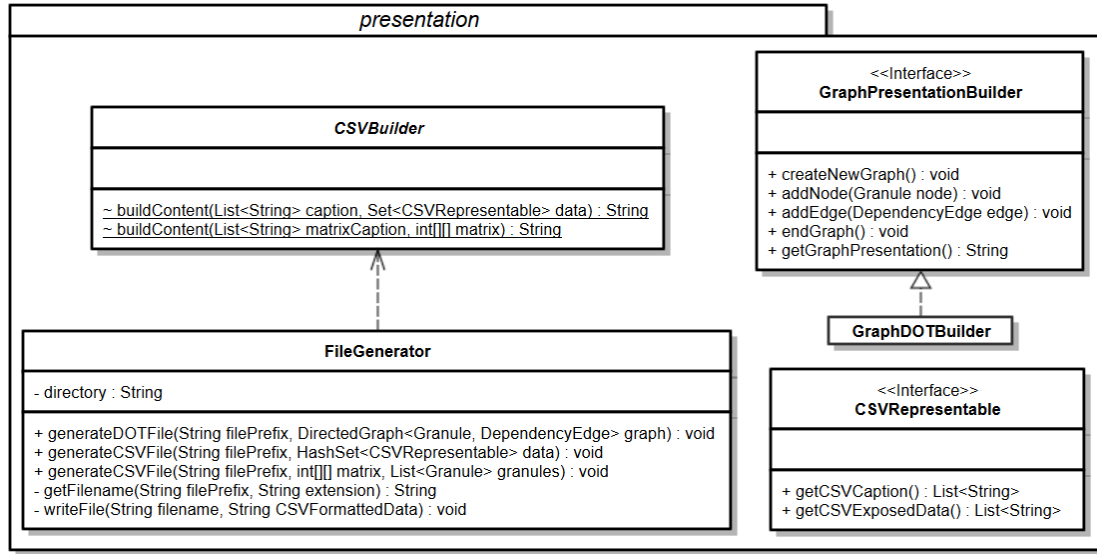 presentation
CSVBuilder
~ buildContent(List<String> caption, Set<CSVRepresentable> data) : String
~ buildContent(List<String> matrixCaption, int[][] matrix) : String
FileGenerator
- directory : String
+ generateDOTFile(String filePrefix, DirectedGraph<Granule, DependencyEdge> graph) : void
+ generateCSVFile(String filePrefix, HashSet<CSVRepresentable> data) : void
+ generateCSVFile(String filePrefix, int[][] matrix, List<Granule> granules) : void
- getFilename(String filePrefix, String extension) : String
- writeFile(String filename, String CSVFormattedData) : void
<<Interface>>
GraphPresentationBuilder
+ createNewGraph() : void
+ addNode(Granule node) : void
+ addEdge(DependencyEdge edge) : void
+ endGraph() : void
+ getGraphPresentation() : String
GraphDOTBuilder
<<Interface>>
CSVRepresentable
+ getCSVCaption() : List<String>
+ getCSVExposedData() : List<String>